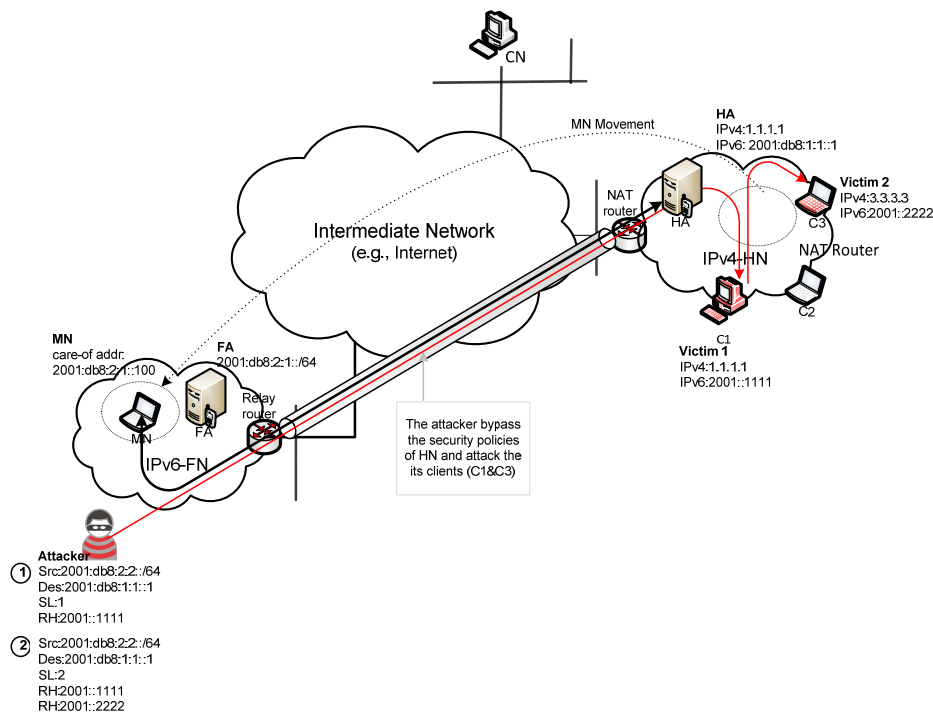 CN
MN Movement
HA
IPv4:1.1.1.1
IPv6: 2001:db8:1:1::1
Victim 2
IPv4:3.3.3.3
IPv6:2001::2222
C3
NAT
router
HA
Intermediate Network
(e.g., Internet)
IPv4-HN
NAT Router
C2
C1
Victim 1
IPv4:1.1.1.1
IPv6:2001::1111
MN
care-of addr:
2001:db8:2:1::100
FA
2001:db8:2:1::/64
Relay
router
FA
MN
IPv6-FN
The attacker bypass
the security policies
of HN and attack the
its clients (C1&C3)
Attacker
1 Src:2001:db8:2:2::/64
Des:2001:db8:1:1::1
SL:1
RH:2001::1111
2 Src:2001:db8:2:2::/64
Des:2001:db8:1:1::1
SL:2
RH:2001::1111
RH:2001::2222